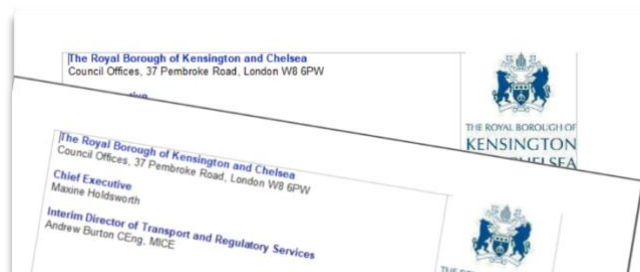 The Royal Borough of Kensington and Chelsea
Council Offices, 37 Pembroke Road, London W8 6PW
THE ROYAL BOROUGH OF
KENSINGTON
CHELSEA
The Royal Borough of Kensington and Chelsea
Council Offices, 37 Pembroke Road, London W8 6PW
Chief Executive
Maxine Holdsworth
Interim Director of Transport and Regulatory Services
Andrew Burton CEng, MICE